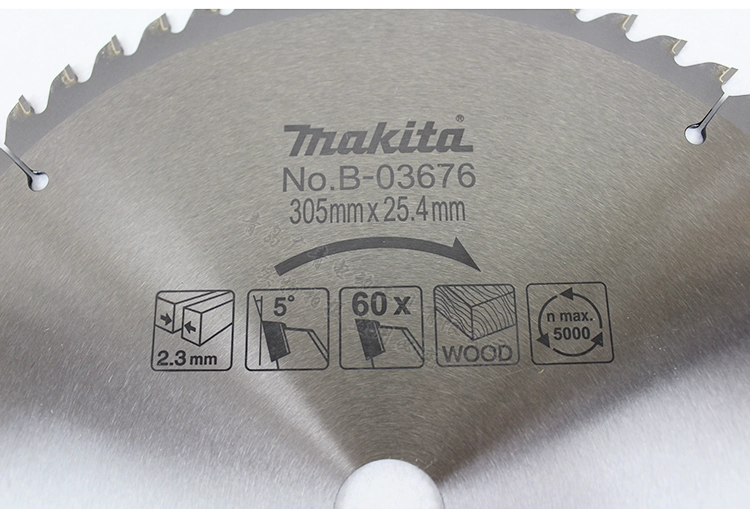 makita®
No.B-03676
305mm x 25.4mm
2.3 mm
5°
60 x
WOOD
n max.
5000